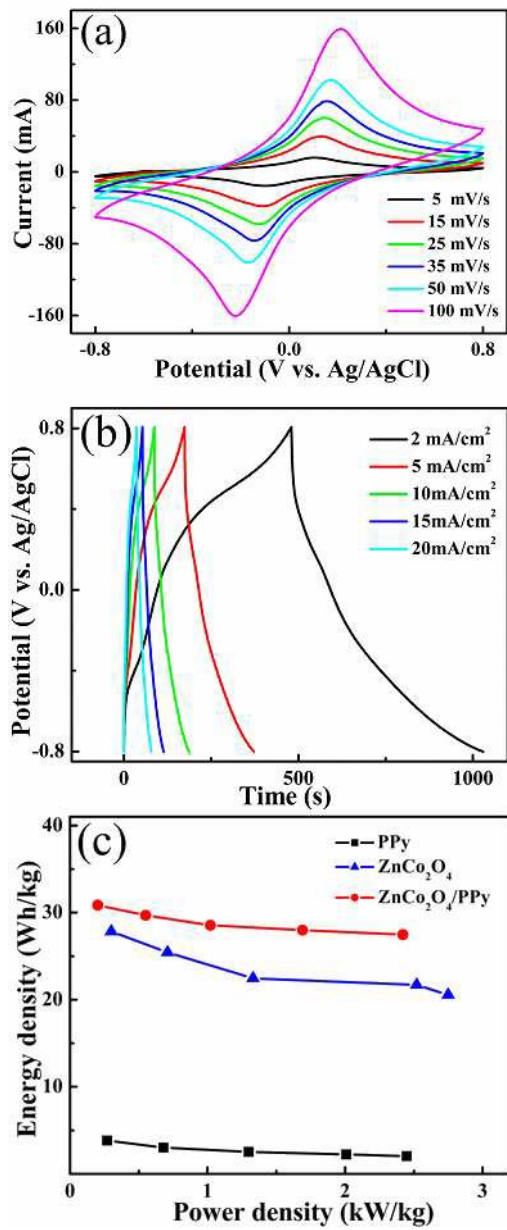 (a)
160
80
0
-80
-160
Current (mA)
5 mV/s
15 mV/s
25 mV/s
35 mV/s
50 mV/s
100 mV/s
-0.8 0.0 0.8
Potential (V vs. Ag/AgCl)
(b)
0.8
0.0
-0.8
Potential (V vs. Ag/AgCl)
2 mA/cm²
5 mA/cm²
10mA/cm²
15mA/cm²
20mA/cm²
0 500 1000
Time (s)
(c)
40
30
20
10
Energy density (Wh/kg)
PPy
ZnCo₂O₄
ZnCo₂O₄/PPy
0 1 2 3
Power density (kW/kg)